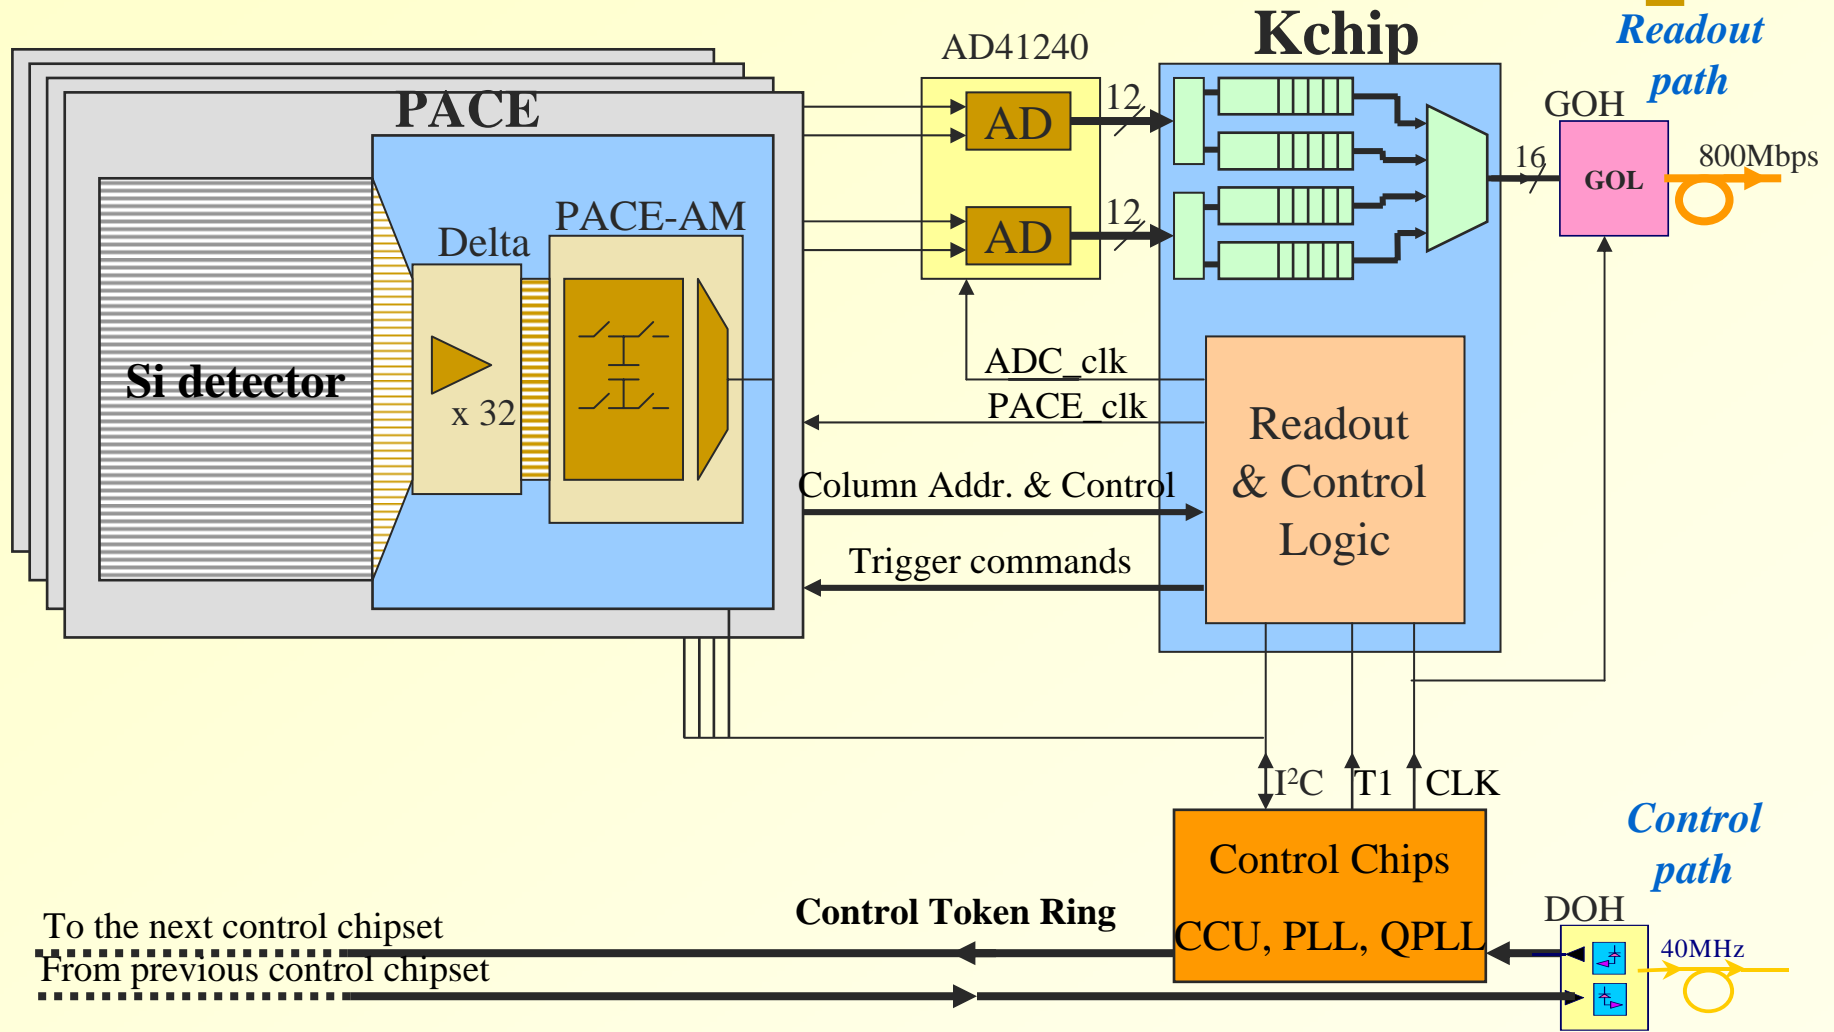 Kchip
Readout
path
AD41240
PACE
AD
12
GOH
16
GOL
800Mbps
AD
12
PACE-AM
Delta
x 32
Si detector
ADC_clk
PACE_clk
Column Addr. & Control
Trigger commands
Readout
& Control
Logic
I²C
T1
CLK
Control Chips
CCU, PLL, QPLL
Control
path
DOH
40MHz
Control Token Ring
To the next control chipset
From previous control chipset